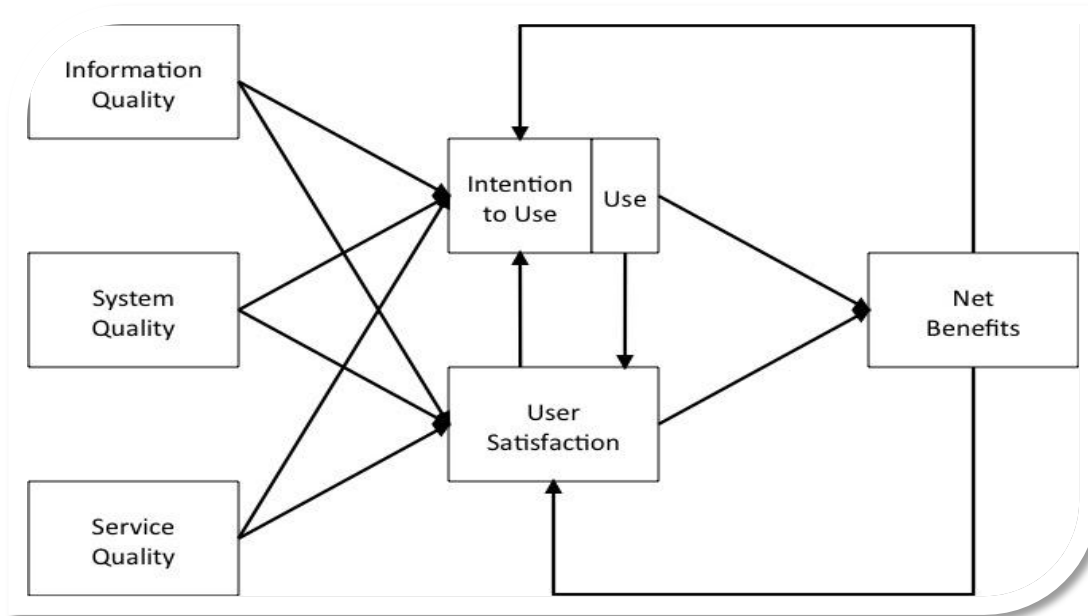 Information
Quality
Intention
to Use
Use
System
Quality
Net
Benefits
User
Satisfaction
Service
Quality